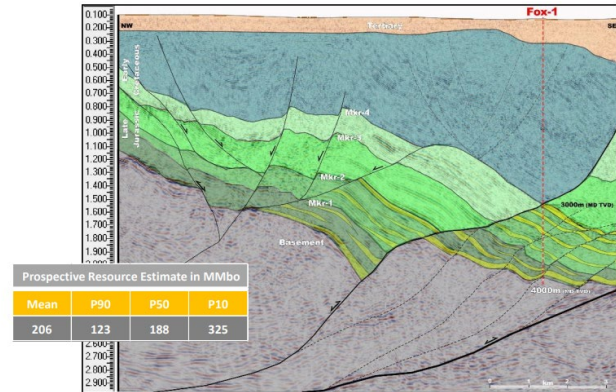 Fox-1
0.100
NW
SE
0.200
Tertiary
0.300
0.400
0.500
0.600
Early
Cretaceous
0.700
0.800
Mkr-4
0.900
1.000
Mkr-3
1.100
Late
Jurassic
1.200
Mkr-2
1.300
1.400
1.500
Mkr-1
3000m (MD TVD)
1.600
1.700
1.800
Basement
1.900
Prospective Resource Estimate in MMbo
4000m
Mean P90 P50 P10
206 123 188 325
2.600
2.700
2.800
2.900
km